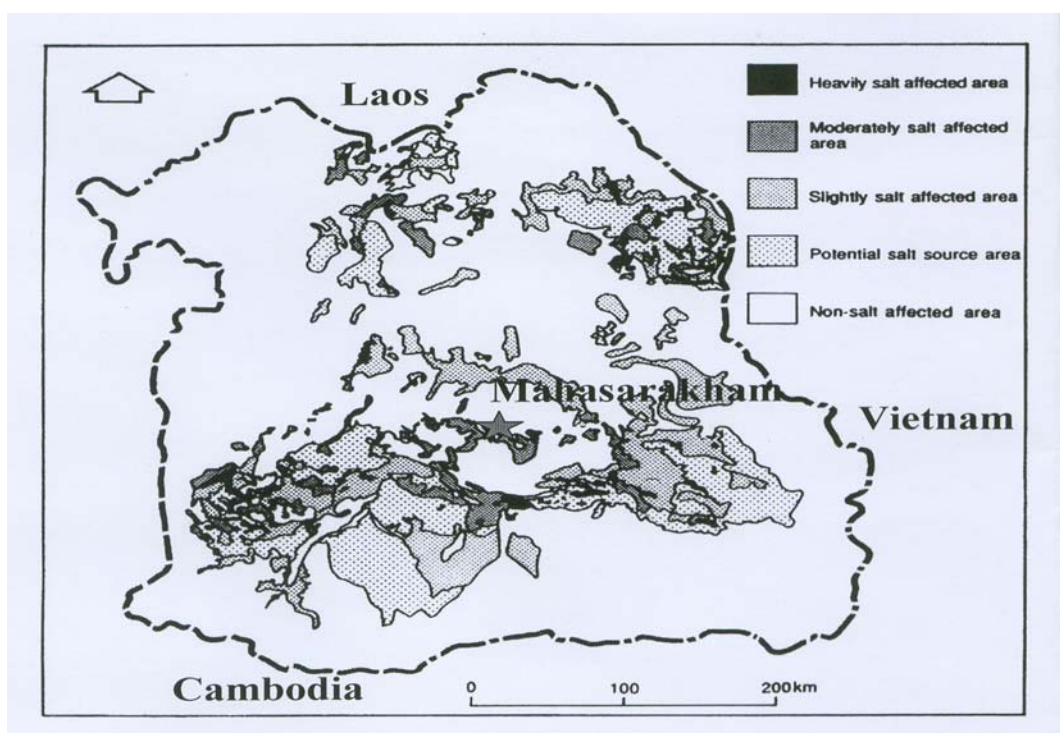 Laos
Heavily salt affected area
Moderately salt affected
area
Slightly salt affected area
Potential salt source area
Non-salt affected area
Mahasarakham
Vietnam
Cambodia
0 100 200km